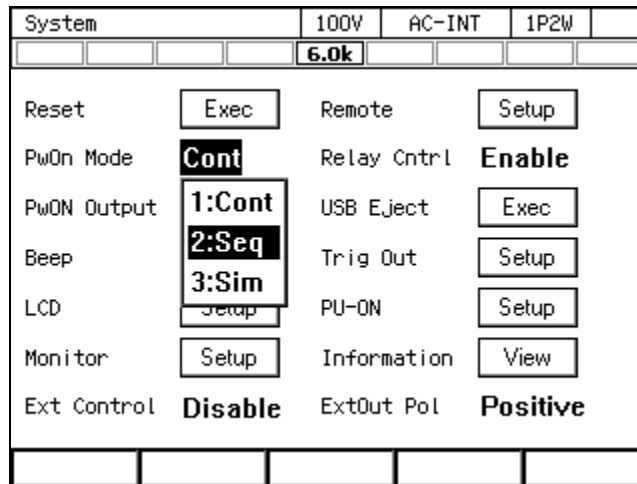 System 100V AC-INT 1P2W
6.0k
Reset Exec Remote Setup
PwOn Mode Cont Relay Cntrl Enable
PwON Output 1:Cont USB Eject Exec
2:Seq
Beep Trig Out Setup
3:Sim
LCD Setup PU-ON Setup
Monitor Setup Information View
Ext Control Disable ExtOut Pol Positive